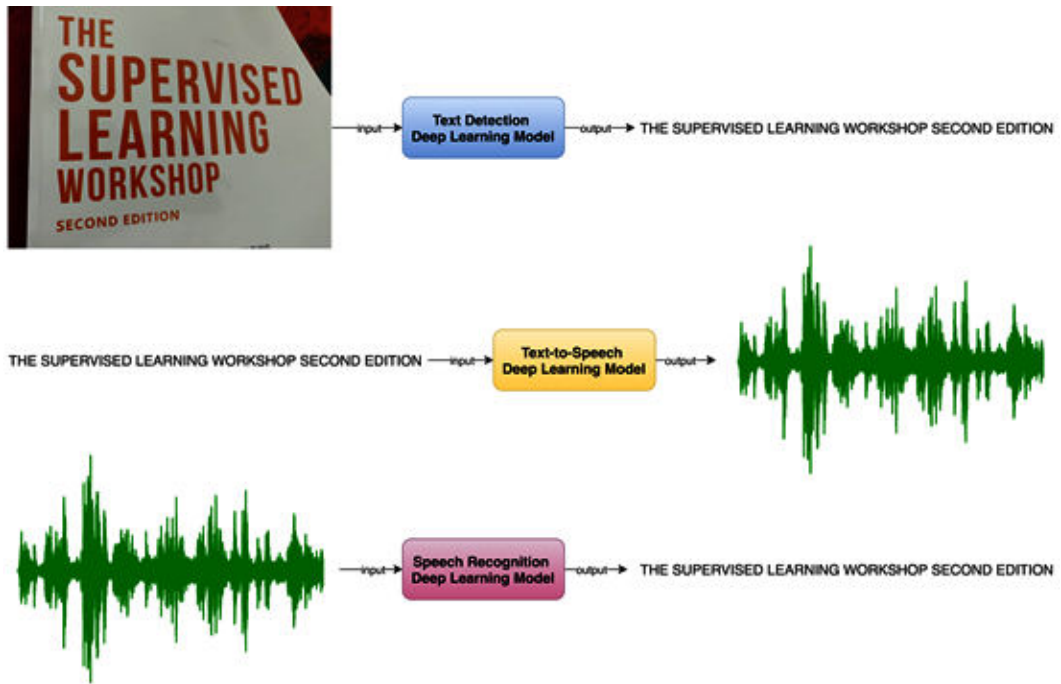 THE
SUPERVISED
LEARNING
WORKSHOP
SECOND EDITION
input
Text Detection
Deep Learning Model
output
THE SUPERVISED LEARNING WORKSHOP SECOND EDITION
THE SUPERVISED LEARNING WORKSHOP SECOND EDITION
input
Text-to-Speech
Deep Learning Model
output
input
Speech Recognition
Deep Learning Model
output
THE SUPERVISED LEARNING WORKSHOP SECOND EDITION